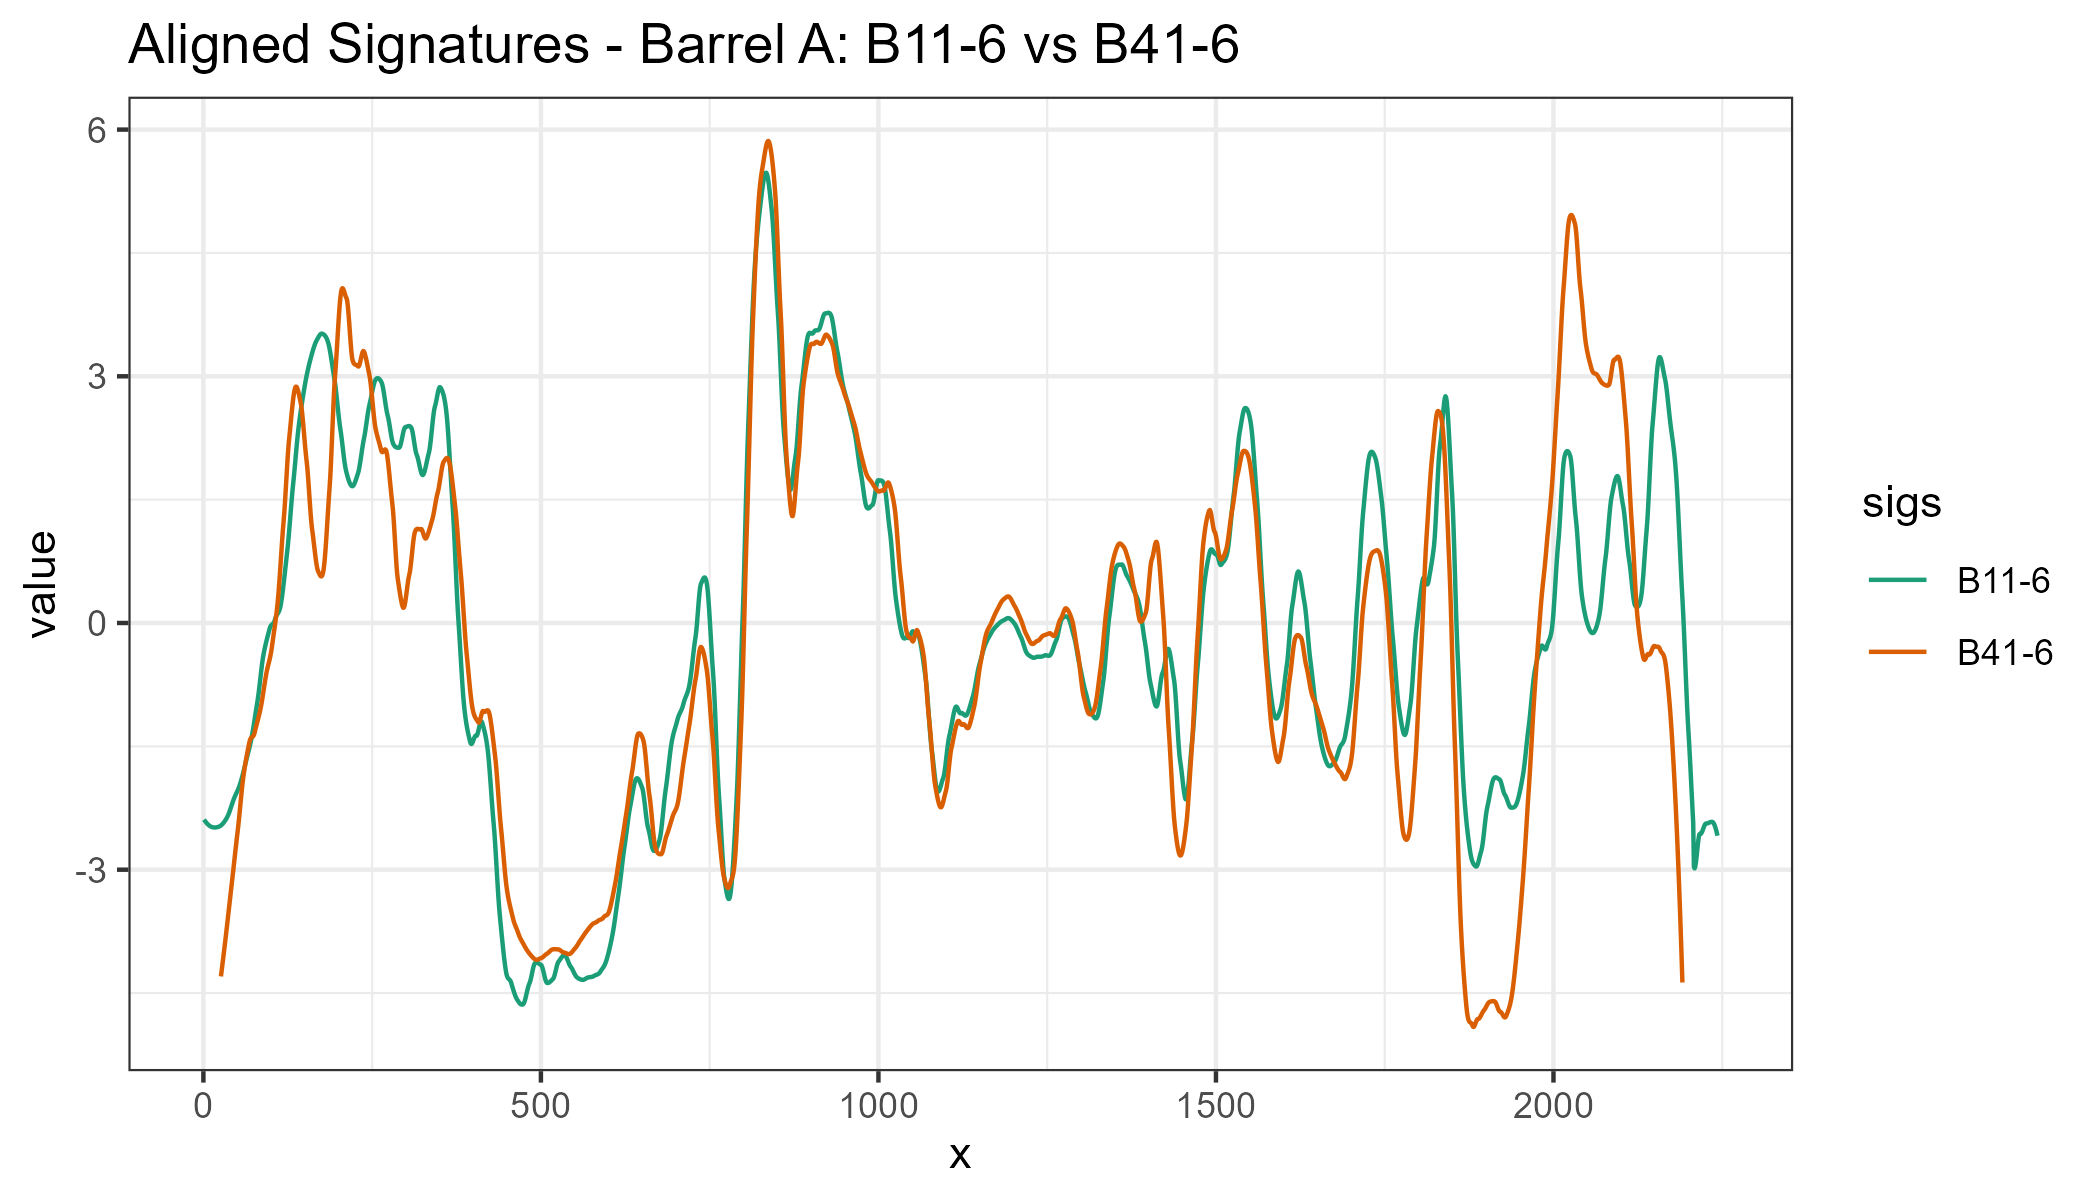 Aligned Signatures - Barrel A: B11-6 vs B41-6
value
6
3
0
-3
0
500
1000
1500
2000
x
sigs
B11-6
B41-6